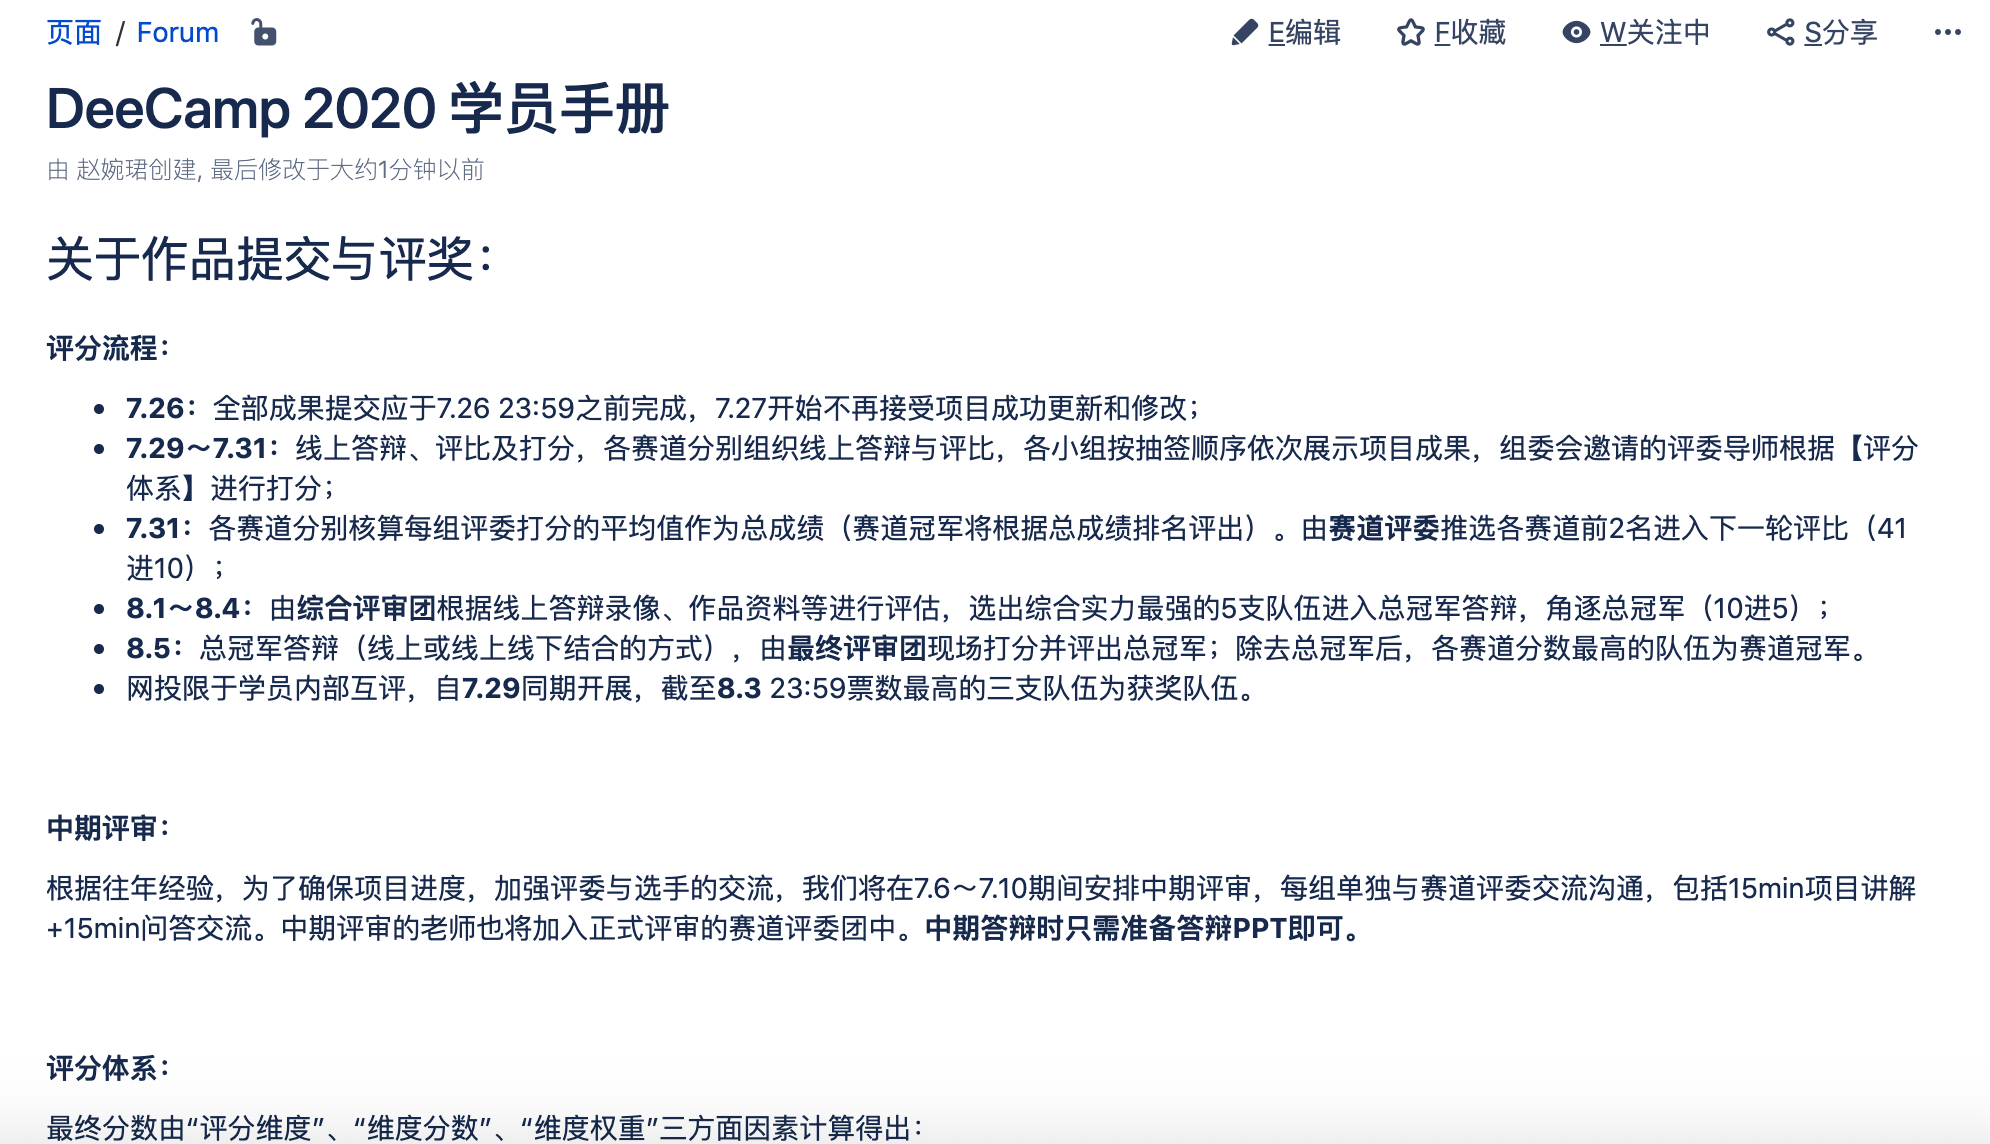 页面 / Forum
E编辑 F收藏 W关注中 S分享 ···
DeeCamp 2020 学员手册
由 赵婉珺创建, 最后修改于大约1分钟以前
关于作品提交与评奖：
评分流程：
• 7.26：全部成果提交应于7.26 23:59之前完成，7.27开始不再接受项目成功更新和修改；
• 7.29～7.31：线上答辩、评比及打分，各赛道分别组织线上答辩与评比，各小组按抽签顺序依次展示项目成果，组委会邀请的评委导师根据【评分
体系】进行打分；
• 7.31：各赛道分别核算每组评委打分的平均值作为总成绩（赛道冠军将根据总成绩排名评出）。由赛道评委推选各赛道前2名进入下一轮评比（41
进10）；
• 8.1～8.4：由综合评审团根据线上答辩录像、作品资料等进行评估，选出综合实力最强的5支队伍进入总冠军答辩，角逐总冠军（10进5）；
• 8.5：总冠军答辩（线上或线上线下结合的方式），由最终评审团现场打分并评出总冠军；除去总冠军后，各赛道分数最高的队伍为赛道冠军。
• 网投限于学员内部互评，自7.29同期开展，截至8.3 23:59票数最高的三支队伍为获奖队伍。
中期评审：
根据往年经验，为了确保项目进度，加强评委与选手的交流，我们将在7.6～7.10期间安排中期评审，每组单独与赛道评委交流沟通，包括15min项目讲解
+15min问答交流。中期评审的老师也将加入正式评审的赛道评委团中。中期答辩时只需准备答辩PPT即可。
评分体系：
最终分数由“评分维度”、“维度分数”、“维度权重”三方面因素计算得出：